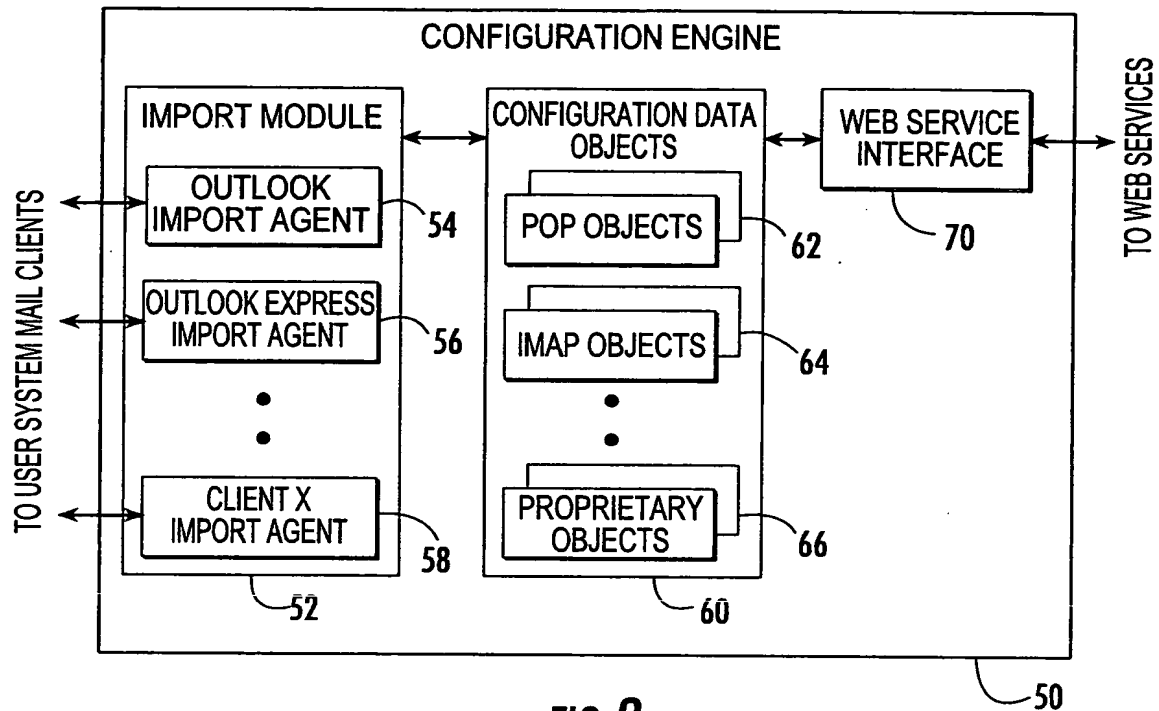 CONFIGURATION ENGINE
TO USER SYSTEM MAIL CLIENTS
IMPORT MODULE
OUTLOOK
IMPORT AGENT
54
OUTLOOK EXPRESS
IMPORT AGENT
56
CLIENT X
IMPORT AGENT
58
52
CONFIGURATION DATA
OBJECTS
POP OBJECTS
62
IMAP OBJECTS
64
PROPRIETARY
OBJECTS
66
60
WEB SERVICE
INTERFACE
70
TO WEB SERVICES
50